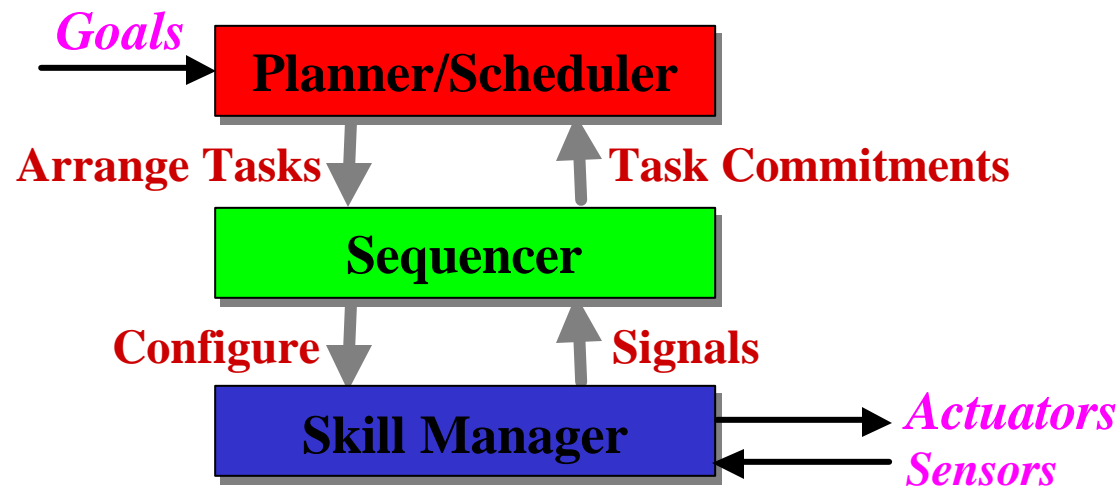 Goals
Planner/Scheduler
Arrange Tasks
Task Commitments
Sequencer
Configure
Signals
Skill Manager
Actuators
Sensors